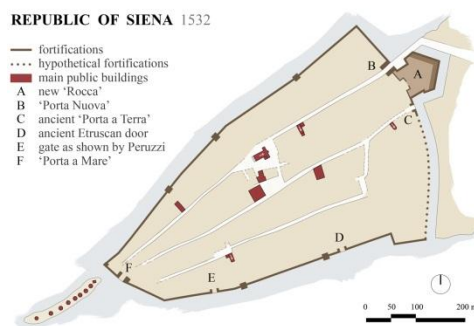 REPUBLIC OF SIENA 1532
fortifications
hypothetical fortifications
main public buildings
A new 'Rocca'
B 'Porta Nuova'
C ancient 'Porta a Terra'
D ancient Etruscan door
E gate as shown by Peruzzi
F 'Porta a Mare'
B
A
C
D
F
E
0 50 100 200 m